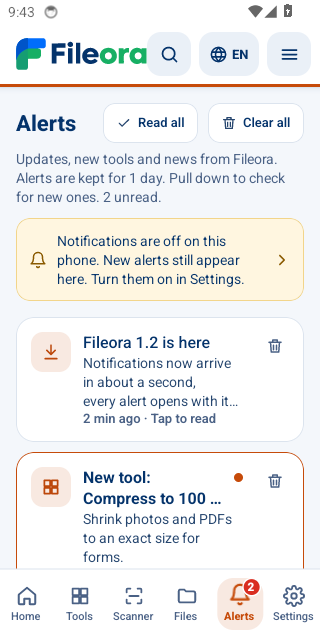 9:43
Fileora
EN
Alerts
Read all
Clear all
Updates, new tools and news from Fileora.
Alerts are kept for 1 day. Pull down to check
for new ones. 2 unread.
Notifications are off on this
phone. New alerts still appear
here. Turn them on in Settings.
Fileora 1.2 is here
Notifications now arrive
in about a second,
every alert opens with it…
2 min ago · Tap to read
New tool:
Compress to 100 …
Shrink photos and PDFs
to an exact size for
forms.
2
Home
Tools
Scanner
Files
Alerts
Settings